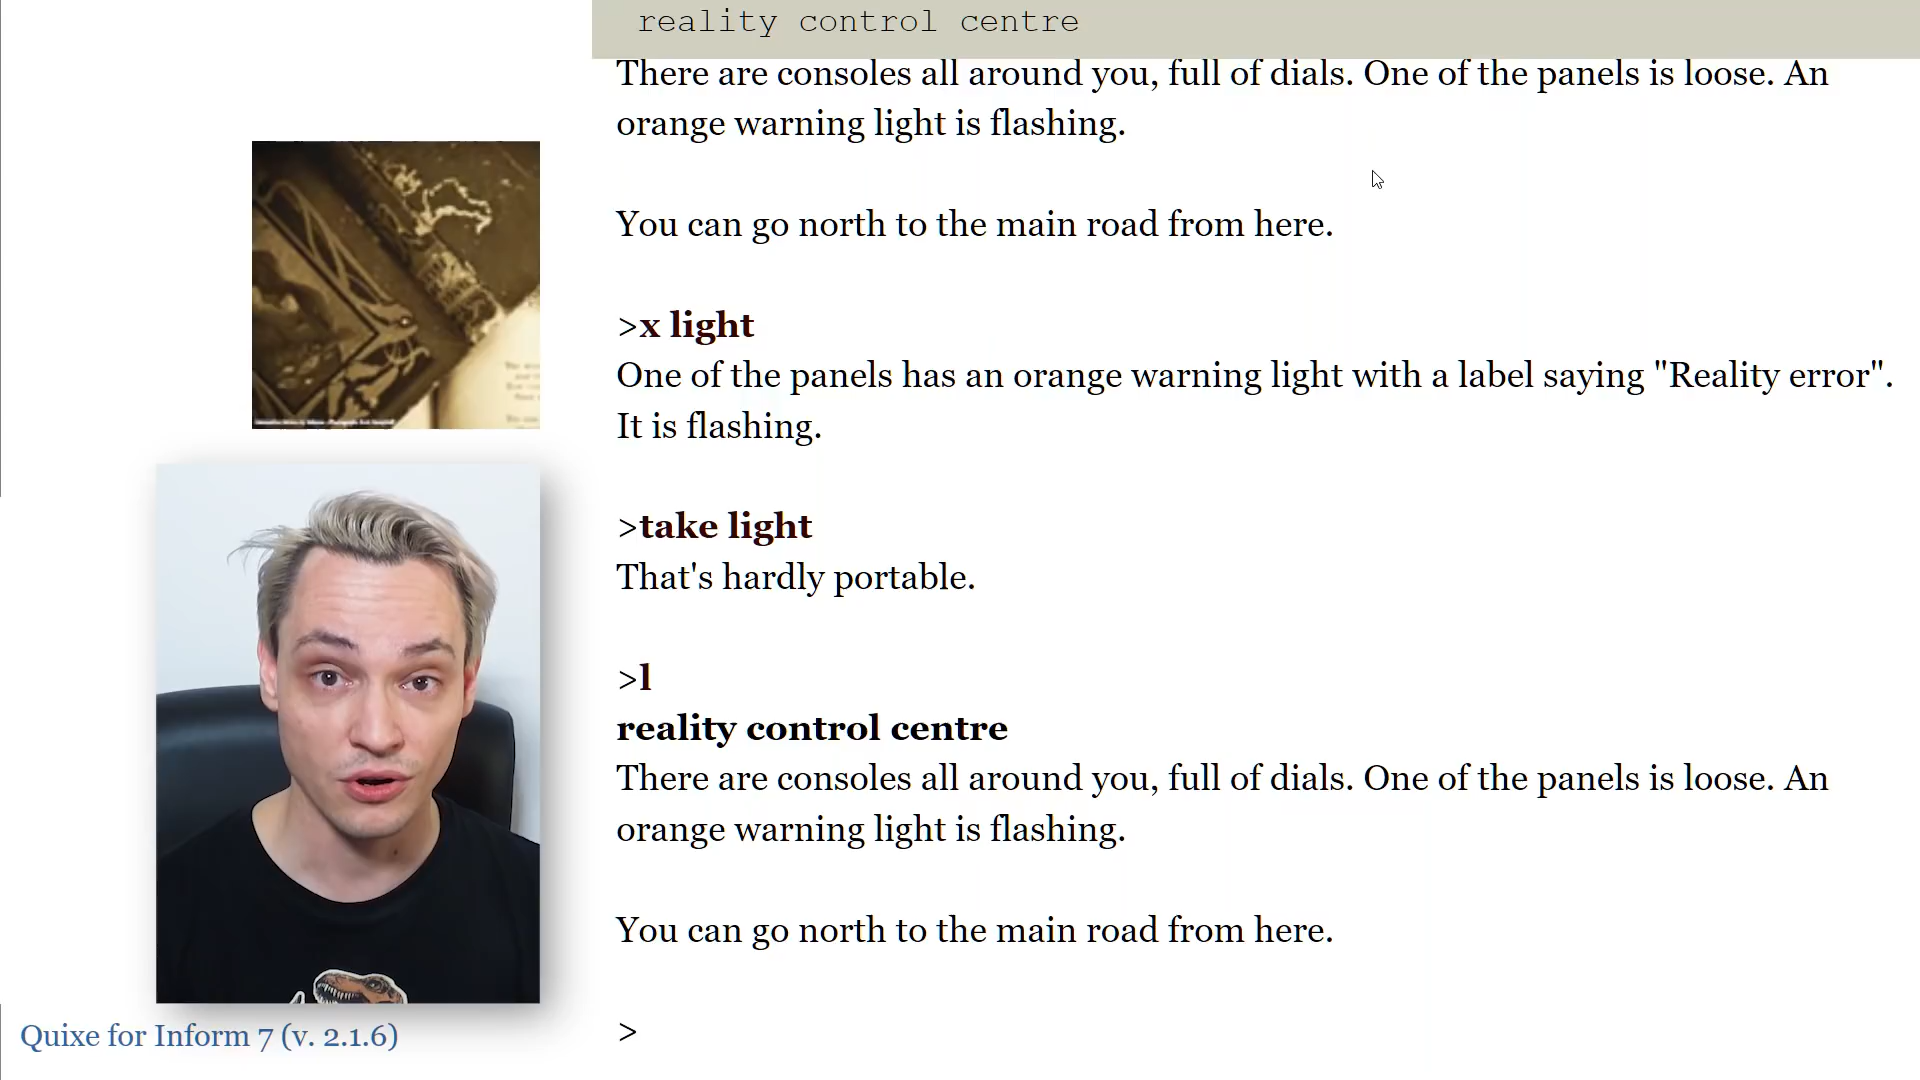 reality control centre
There are consoles all around you, full of dials. One of the panels is loose. An
orange warning light is flashing.
You can go north to the main road from here.
>x light
One of the panels has an orange warning light with a label saying "Reality error".
It is flashing.
>take light
That's hardly portable.
>l
reality control centre
There are consoles all around you, full of dials. One of the panels is loose. An
orange warning light is flashing.
You can go north to the main road from here.
>
Quixe for Inform 7 (v. 2.1.6)